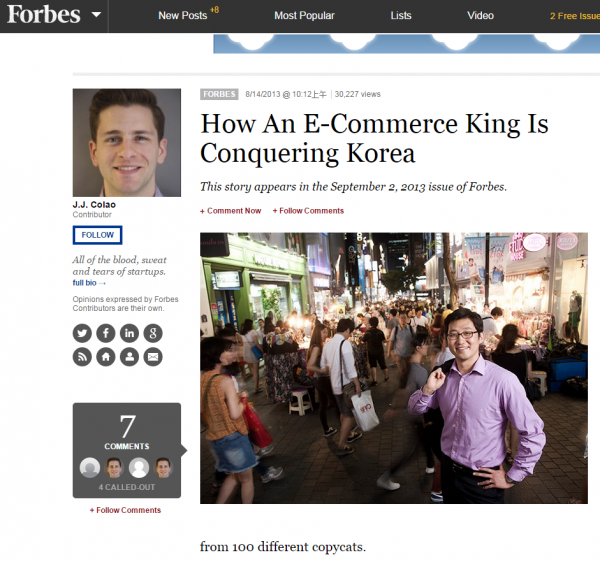 Forbes
New Posts +8
Most Popular
Lists
Video
2 Free Issue
FORBES 8/14/2013 @ 10:12上午 30,227 views
How An E-Commerce King Is
Conquering Korea
This story appears in the September 2, 2013 issue of Forbes.
+ Comment Now + Follow Comments
J.J. Colao
Contributor
FOLLOW
All of the blood, sweat
and tears of startups.
full bio →
Opinions expressed by Forbes
Contributors are their own.
7
COMMENTS
4 CALLED-OUT
+ Follow Comments
from 100 different copycats.